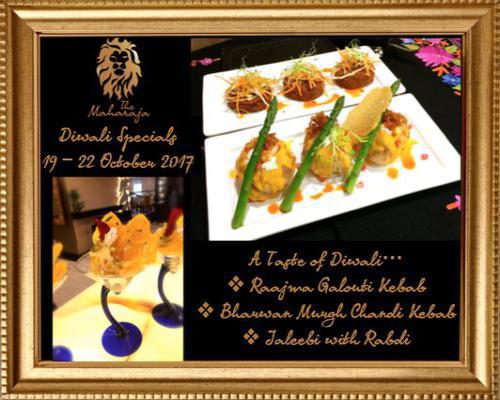 The
Maharaja
Diwali Specials
19 – 22 October 2017
A Taste of Diwali...
❖ Raajma Galouti Kebab
❖ Bharwan Murgh Chandi Kebab
❖ Jaleebi with Rabdi